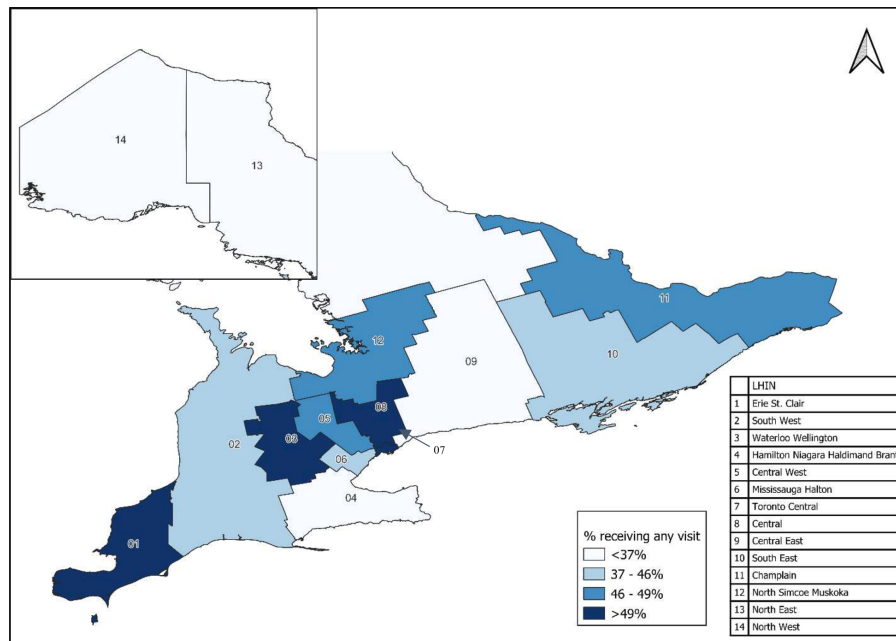 14
13
11
12
09
10
08
05
03
02
07
06
04
01
LHIN
1 Erie St. Clair
2 South West
3 Waterloo Wellington
4 Hamilton Niagara Haldimand Brant
5 Central West
6 Mississauga Halton
7 Toronto Central
8 Central
9 Central East
10 South East
11 Champlain
12 North Simcoe Muskoka
13 North East
14 North West
% receiving any visit
<37%
37 - 46%
46 - 49%
>49%